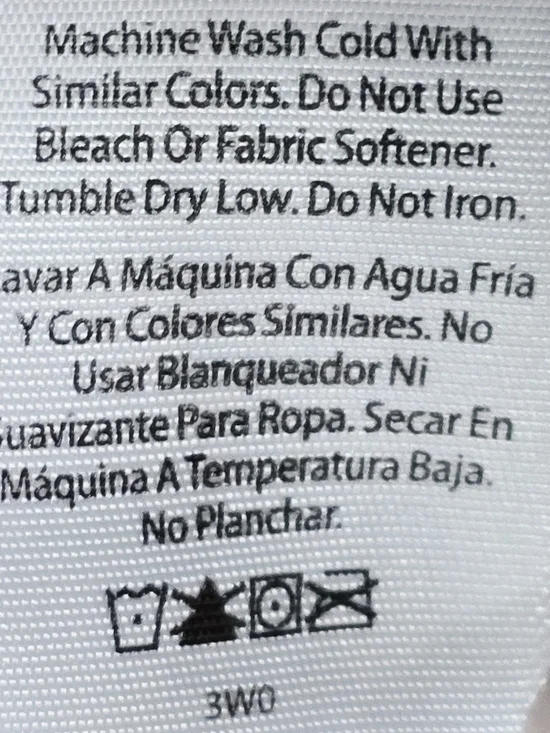 Machine Wash Cold With
Similar Colors. Do Not Use
Bleach Or Fabric Softener.
Tumble Dry Low. Do Not Iron.
avar A Máquina Con Agua Fría
Y Con Colores Similares. No
Usar Blanqueador Ni
uavizante Para Ropa. Secar En
Máquina A Temperatura Baja.
No Planchar.
3W0